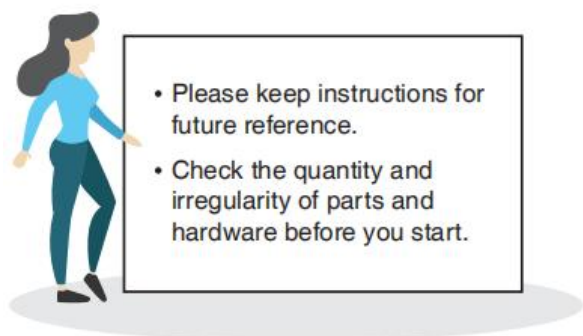 • Please keep instructions for
future reference.
• Check the quantity and
irregularity of parts and
hardware before you start.